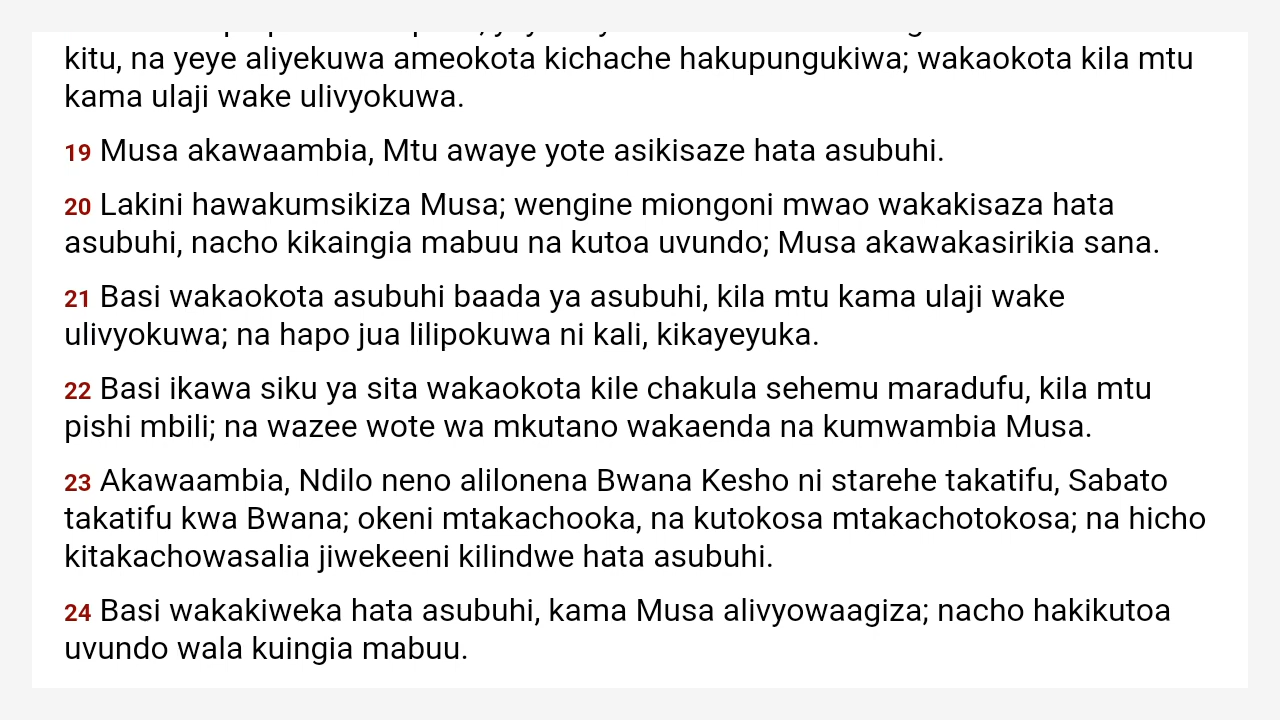 kitu, na yeye aliyekuwa ameokota kichache hakupungukiwa; wakaokota kila mtu
kama ulaji wake ulivyokuwa.
19 Musa akawaambia, Mtu awaye yote asikisaze hata asubuhi.
20 Lakini hawakumsikiza Musa; wengine miongoni mwao wakakisaza hata
asubuhi, nacho kikaingia mabuu na kutoa uvundo; Musa akawakasirikia sana.
21 Basi wakaokota asubuhi baada ya asubuhi, kila mtu kama ulaji wake
ulivyokuwa; na hapo jua lilipokuwa ni kali, kikayeyuka.
22 Basi ikawa siku ya sita wakaokota kile chakula sehemu maradufu, kila mtu
pishi mbili; na wazee wote wa mkutano wakaenda na kumwambia Musa.
23 Akawaambia, Ndilo neno alilonena Bwana Kesho ni starehe takatifu, Sabato
takatifu kwa Bwana; okeni mtakachooka, na kutokosa mtakachotokosa; na hicho
kitakachowasalia jiwekeeni kilindwe hata asubuhi.
24 Basi wakakiweka hata asubuhi, kama Musa alivyowaagiza; nacho hakikutoa
uvundo wala kuingia mabuu.